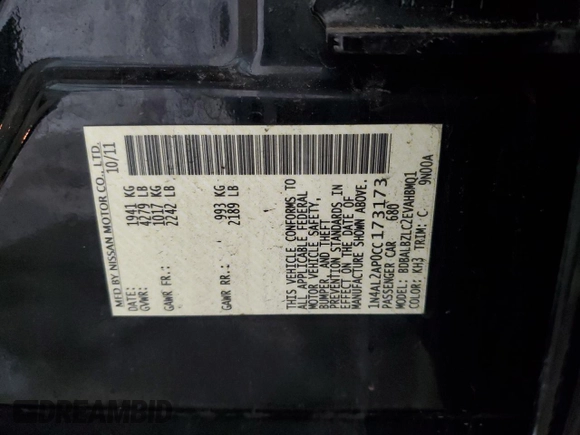 MFD BY NISSAN MOTOR CO., LTD.
DATE: 10/11
GVWR: 1941 KG
4279 LB
GAWR FR.: 1017 KG
2242 LB
GAWR RR.: 993 KG
2189 LB
THIS VEHICLE CONFORMS TO
ALL APPLICABLE FEDERAL
MOTOR VEHICLE SAFETY,
BUMPER AND THEFT
PREVENTION STANDARDS IN
EFFECT ON THE DATE OF
MANUFACTURE SHOWN ABOVE.
1N4AL2AP0CC173173
PASSENGER CAR 680
MODEL: BDBALBZLC2EVAHBMQ1
COLOR: KH3 TRIM: C 9N00A
DREAMBID